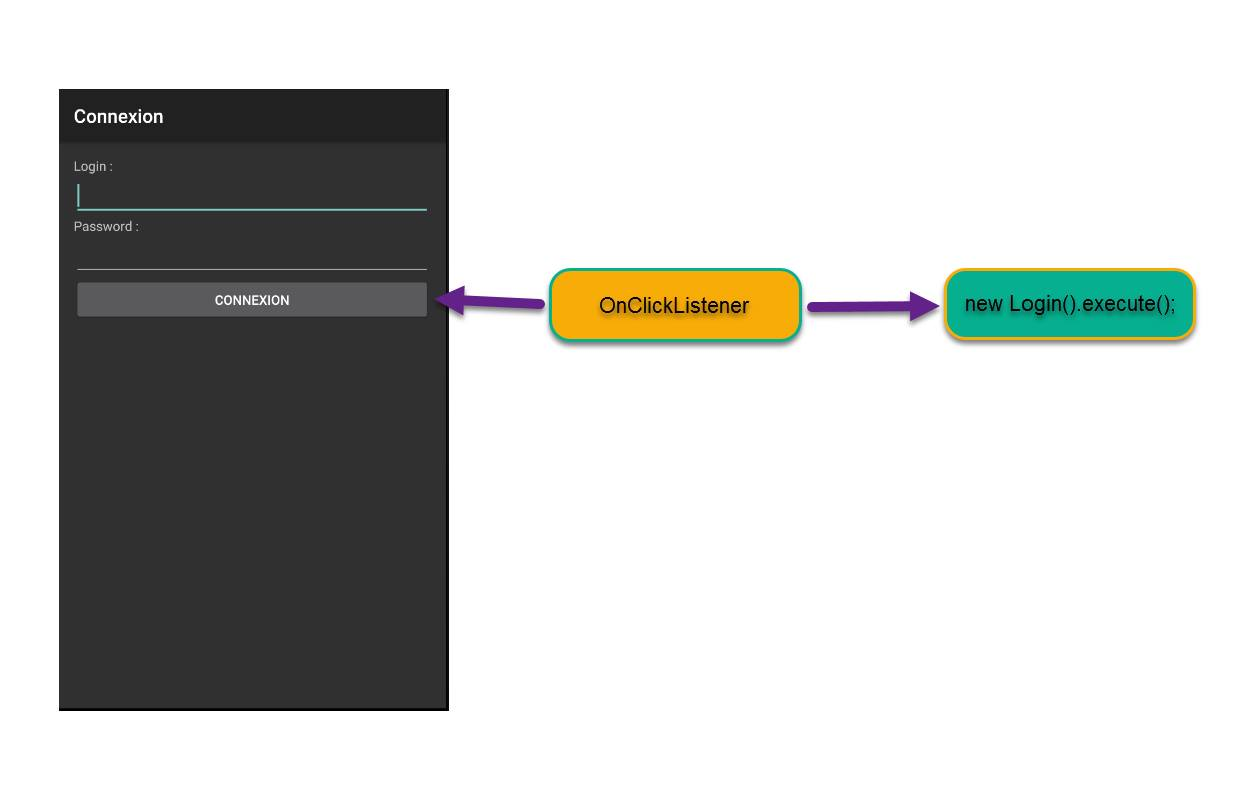 Connexion
Login :
Password :
CONNEXION
OnClickListener
new Login().execute();